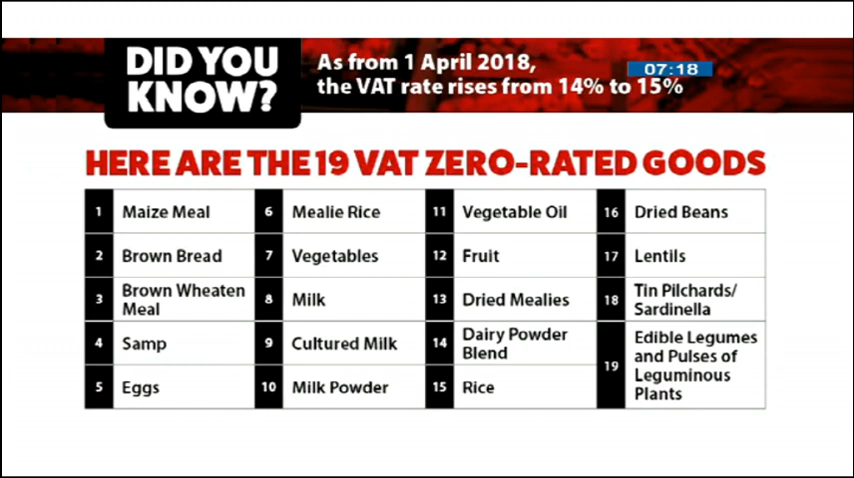 DID YOU
KNOW?
As from 1 April 2018,
the VAT rate rises from 14% to 15%
07:18
HERE ARE THE 19 VAT ZERO-RATED GOODS
1 Maize Meal
2 Brown Bread
3 Brown Wheaten
Meal
4 Samp
5 Eggs
6 Mealie Rice
7 Vegetables
8 Milk
9 Cultured Milk
10 Milk Powder
11 Vegetable Oil
12 Fruit
13 Dried Mealies
14 Dairy Powder
Blend
15 Rice
16 Dried Beans
17 Lentils
18 Tin Pilchards/
Sardinella
19 Edible Legumes
and Pulses of
Leguminous
Plants